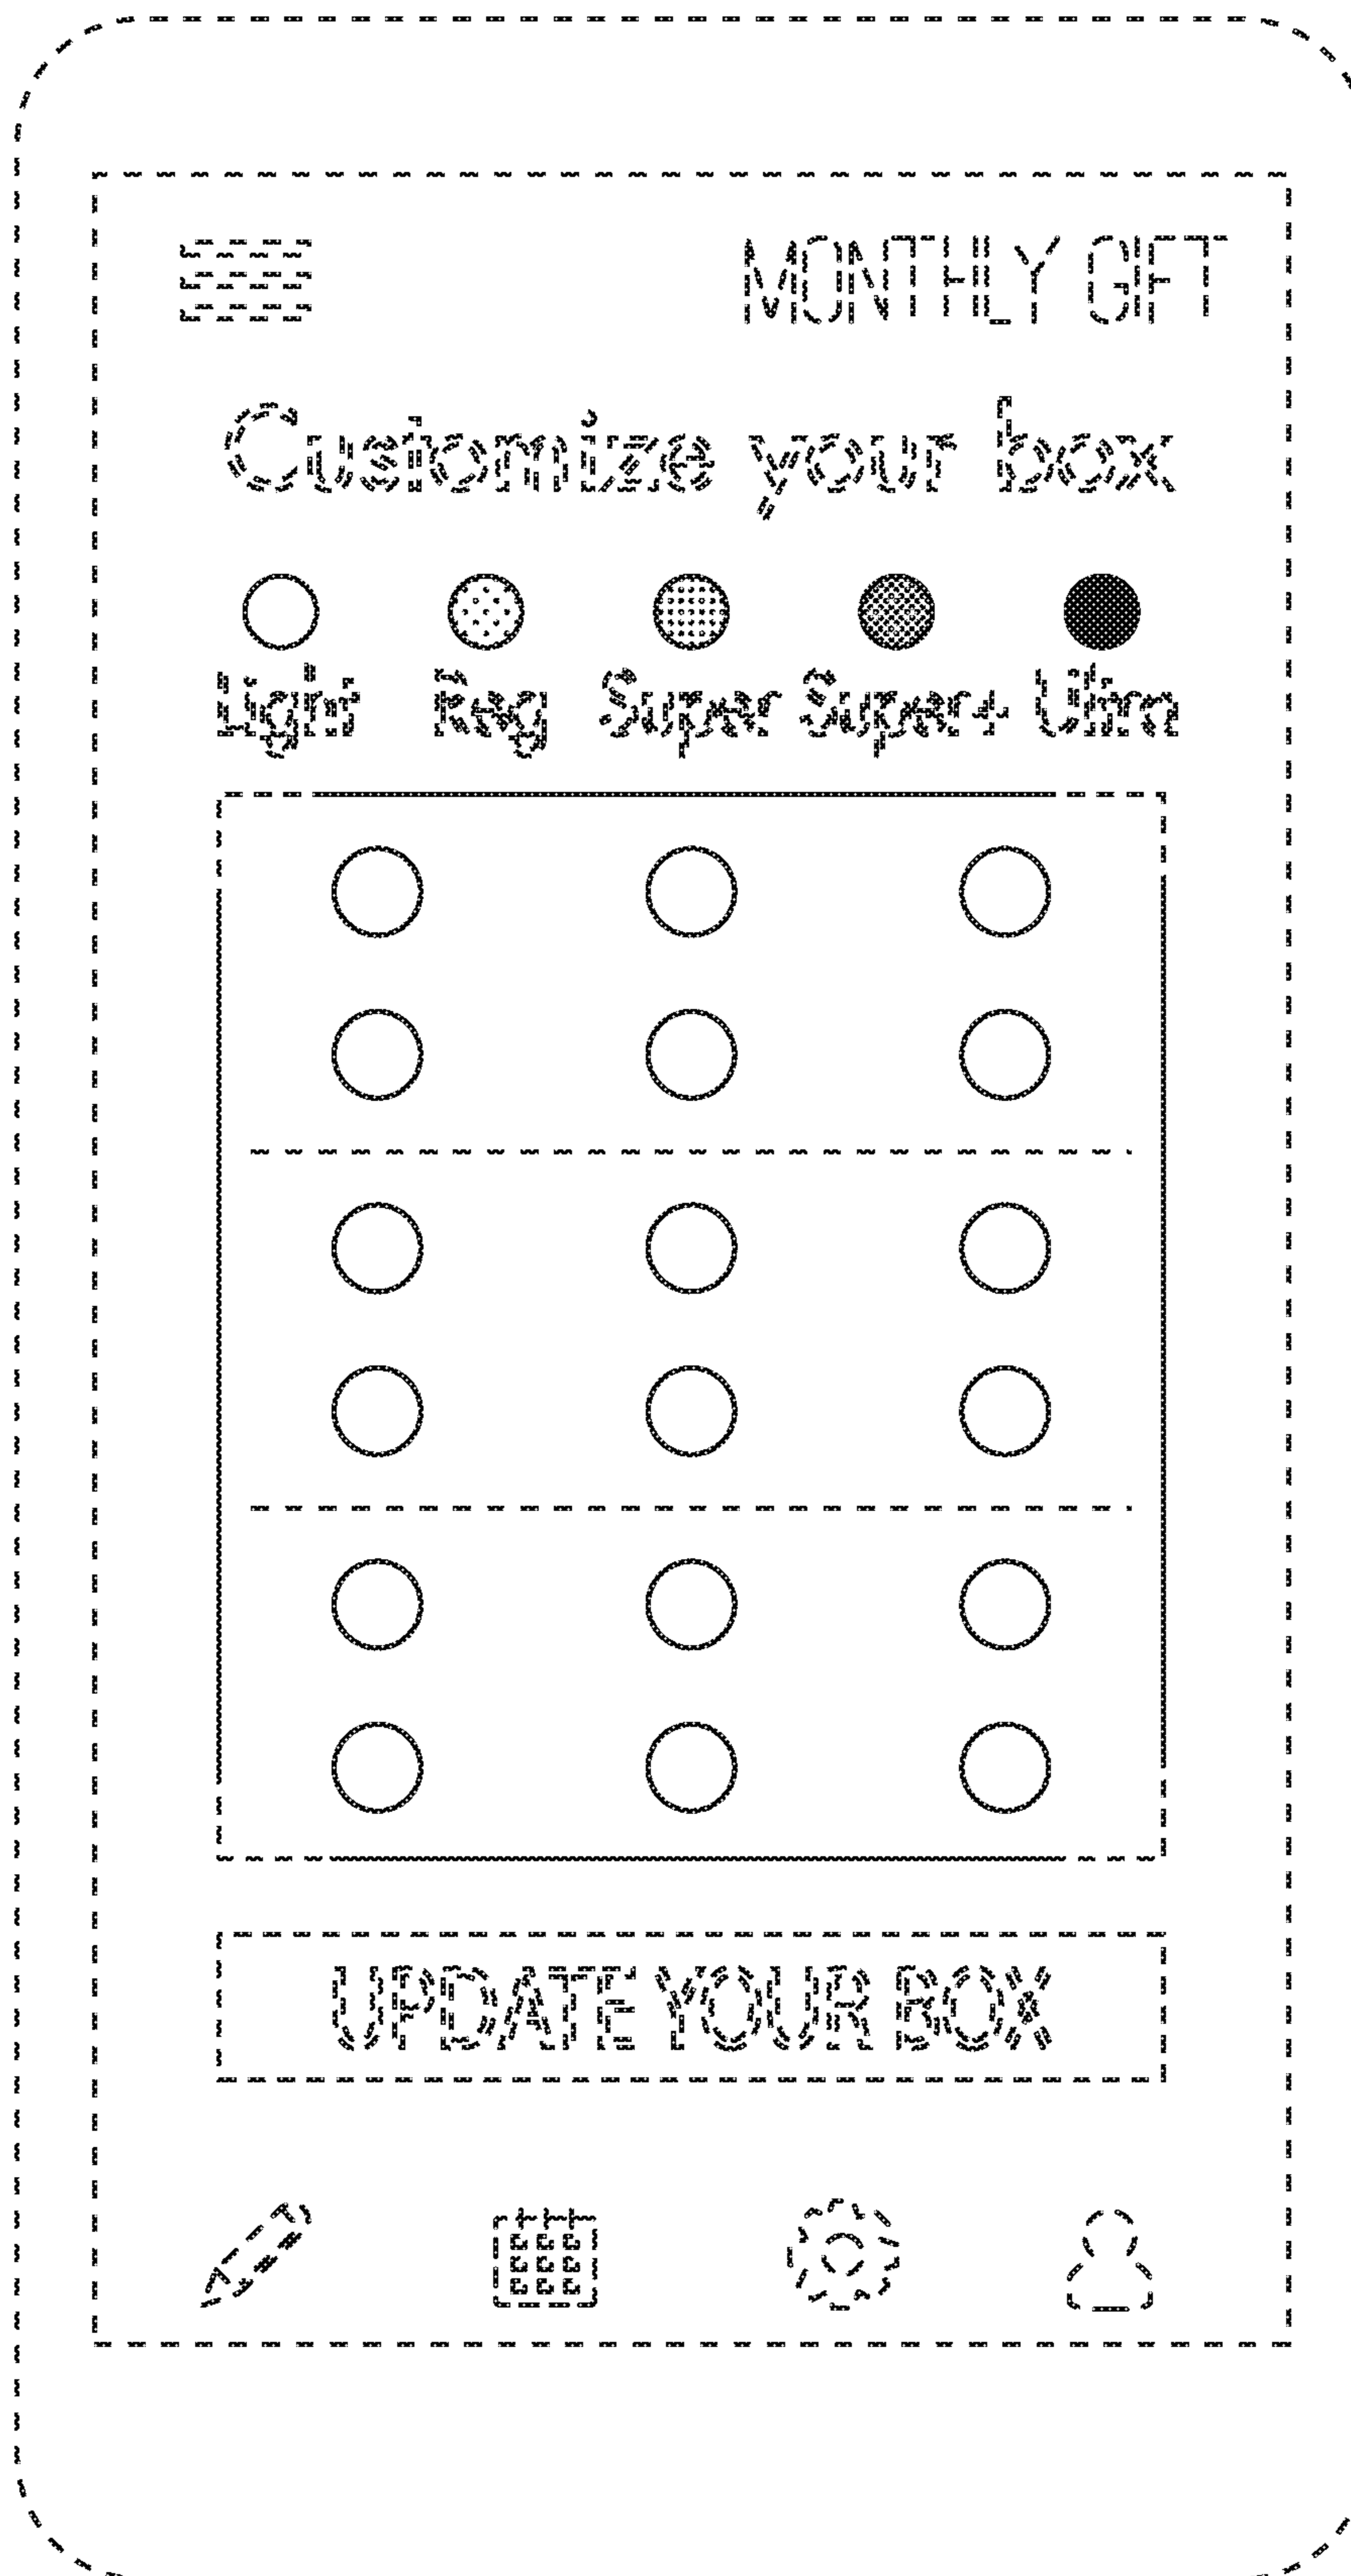 MONTHLY GIFT
Customize your box
Light Reg Super Super+ Ultra
UPDATE YOUR BOX